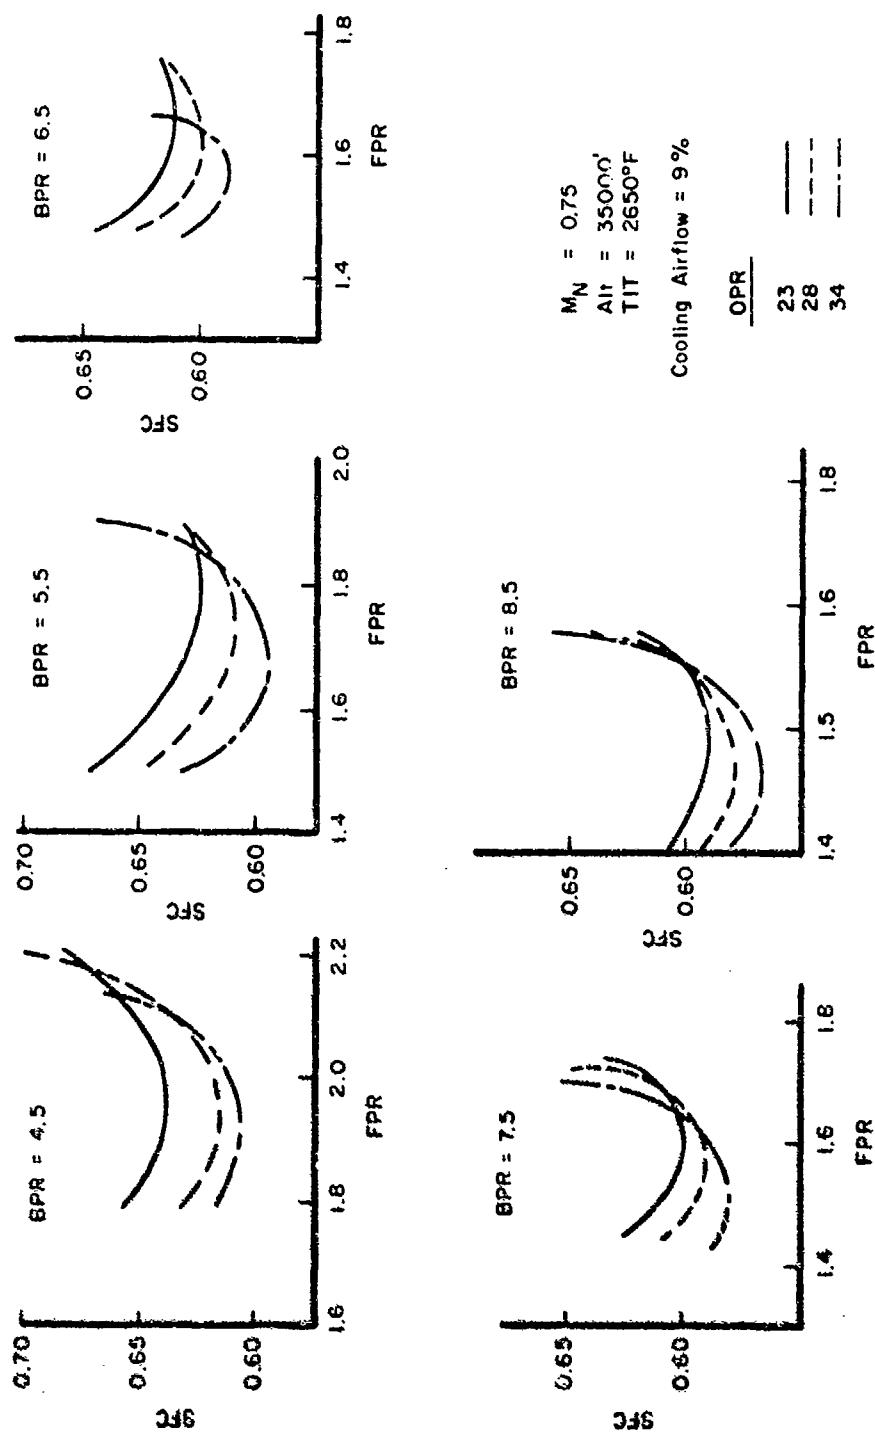 BPR = 4.5
0.70
0.65
0.60
SFC
1.6 1.8 2.0 2.2
FPR
BPR = 5.5
0.70
0.65
0.60
SFC
1.4 1.6 1.8 2.0
FPR
BPR = 6.5
0.65
0.60
SFC
1.4 1.6 1.8
FPR
BPR = 7.5
0.65
0.60
SFC
1.4 1.6 1.8
FPR
BPR = 8.5
0.65
0.60
SFC
1.4 1.5 1.6 1.8
FPR
MN = 0.75
Alt = 35000'
TIT = 2650°F
Cooling Airflow = 9%
OPR
23
28
34